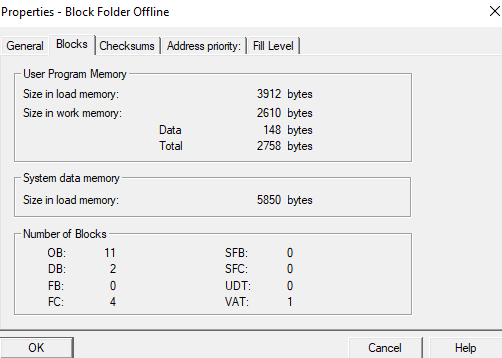 Properties - Block Folder Offline
General Blocks Checksums Address priority: Fill Level
User Program Memory
Size in load memory: 3912 bytes
Size in work memory: 2610 bytes
Data 148 bytes
Total 2758 bytes
System data memory
Size in load memory: 5850 bytes
Number of Blocks
OB: 11 SFB: 0
DB: 2 SFC: 0
FB: 0 UDT: 0
FC: 4 VAT: 1
OK Cancel Help